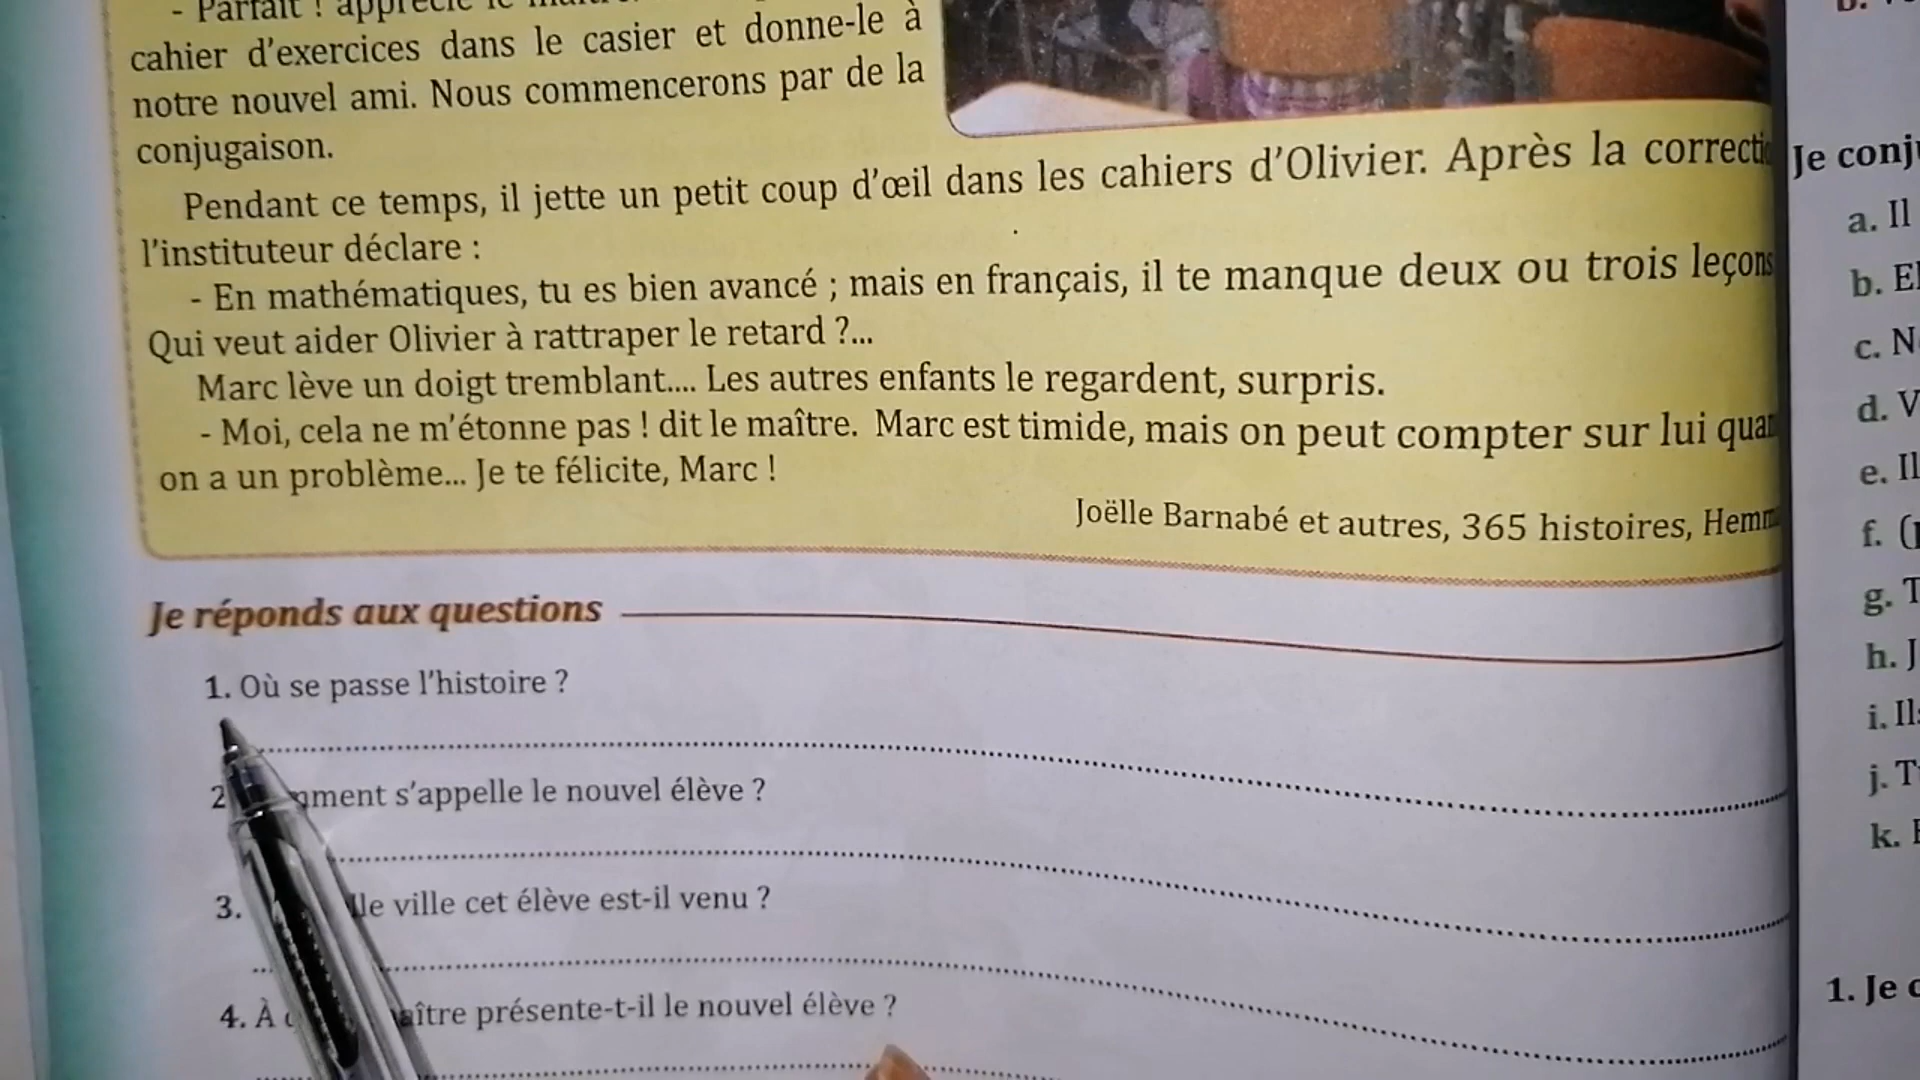 - Parfait ! apprécie le
cahier d'exercices dans le casier et donne-le à
notre nouvel ami. Nous commencerons par de la
conjugaison.
Pendant ce temps, il jette un petit coup d'œil dans les cahiers d'Olivier. Après la correcti
l'instituteur déclare :
- En mathématiques, tu es bien avancé ; mais en français, il te manque deux ou trois leçons
Qui veut aider Olivier à rattraper le retard ?...
Marc lève un doigt tremblant.... Les autres enfants le regardent, surpris.
- Moi, cela ne m'étonne pas ! dit le maître. Marc est timide, mais on peut compter sur lui
on a un problème... Je te félicite, Marc !
Joëlle Barnabé et autres, 365 histoires, Hem
Je réponds aux questions
1. Où se passe l'histoire ?
2 mment s'appelle le nouvel élève ?
3. lle ville cet élève est-il venu ?
4. À aître présente-t-il le nouvel élève ?
Je conj
a. Il
b. El
c. N
d. V
e. Il
f. (
g. T
h. J
i. Il
j. T
k.
1. Je